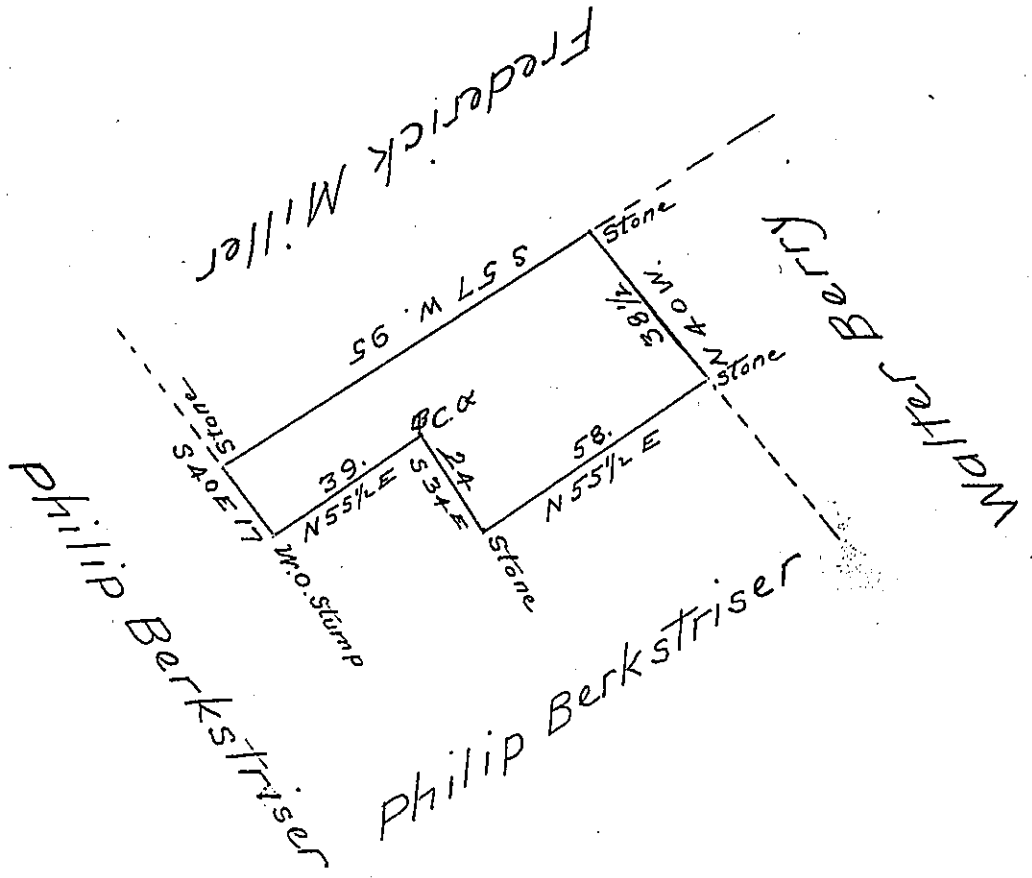 Frederick Miller
Stone
S 57 W. 95
N 40 W.
38 1/2
Stone
Walter Berry
Stone
S 40 E 17
W.O. Stump
39.
N 55 1/2 E
B C. O
24
S 34 E
Stone
58.
N 55 1/2 E
Philip Berkstriser
Philip Berkstriser